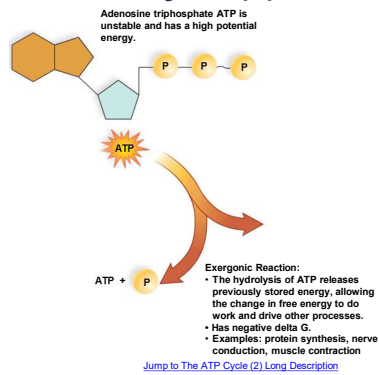 Adenosine triphosphate ATP is
unstable and has a high potential
energy.
P P P
ATP
ATP + P
Exergonic Reaction:
• The hydrolysis of ATP releases
previously stored energy, allowing
the change in free energy to do
work and drive other processes.
• Has negative delta G.
• Examples: protein synthesis, nerve
conduction, muscle contraction
Jump to The ATP Cycle (2) Long Description